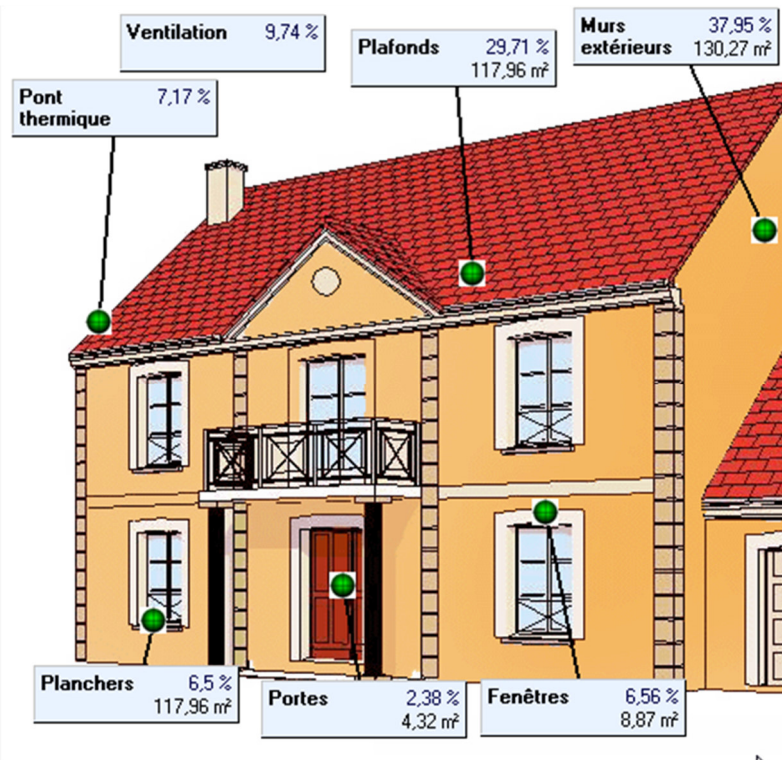 Ventilation 9,74 %
Plafonds 29,71 %
117,96 m²
Murs 37,95 %
extérieurs 130,27 m²
Pont 7,17 %
thermique
Planchers 6,5 %
117,96 m²
Portes 2,38 %
4,32 m²
Fenêtres 6,56 %
8,87 m²